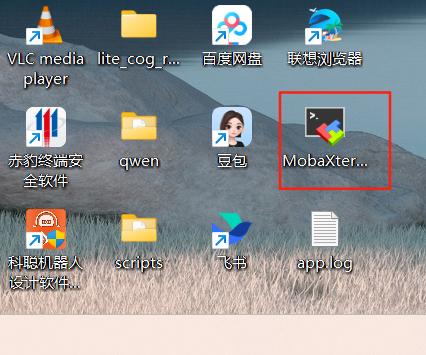 VLC media
player
lite_cog_r...
百度网盘
联想浏览器
赤豹终端安
全软件
qwen
豆包
MobaXter...
科聪机器人
设计软件...
scripts
飞书
app.log